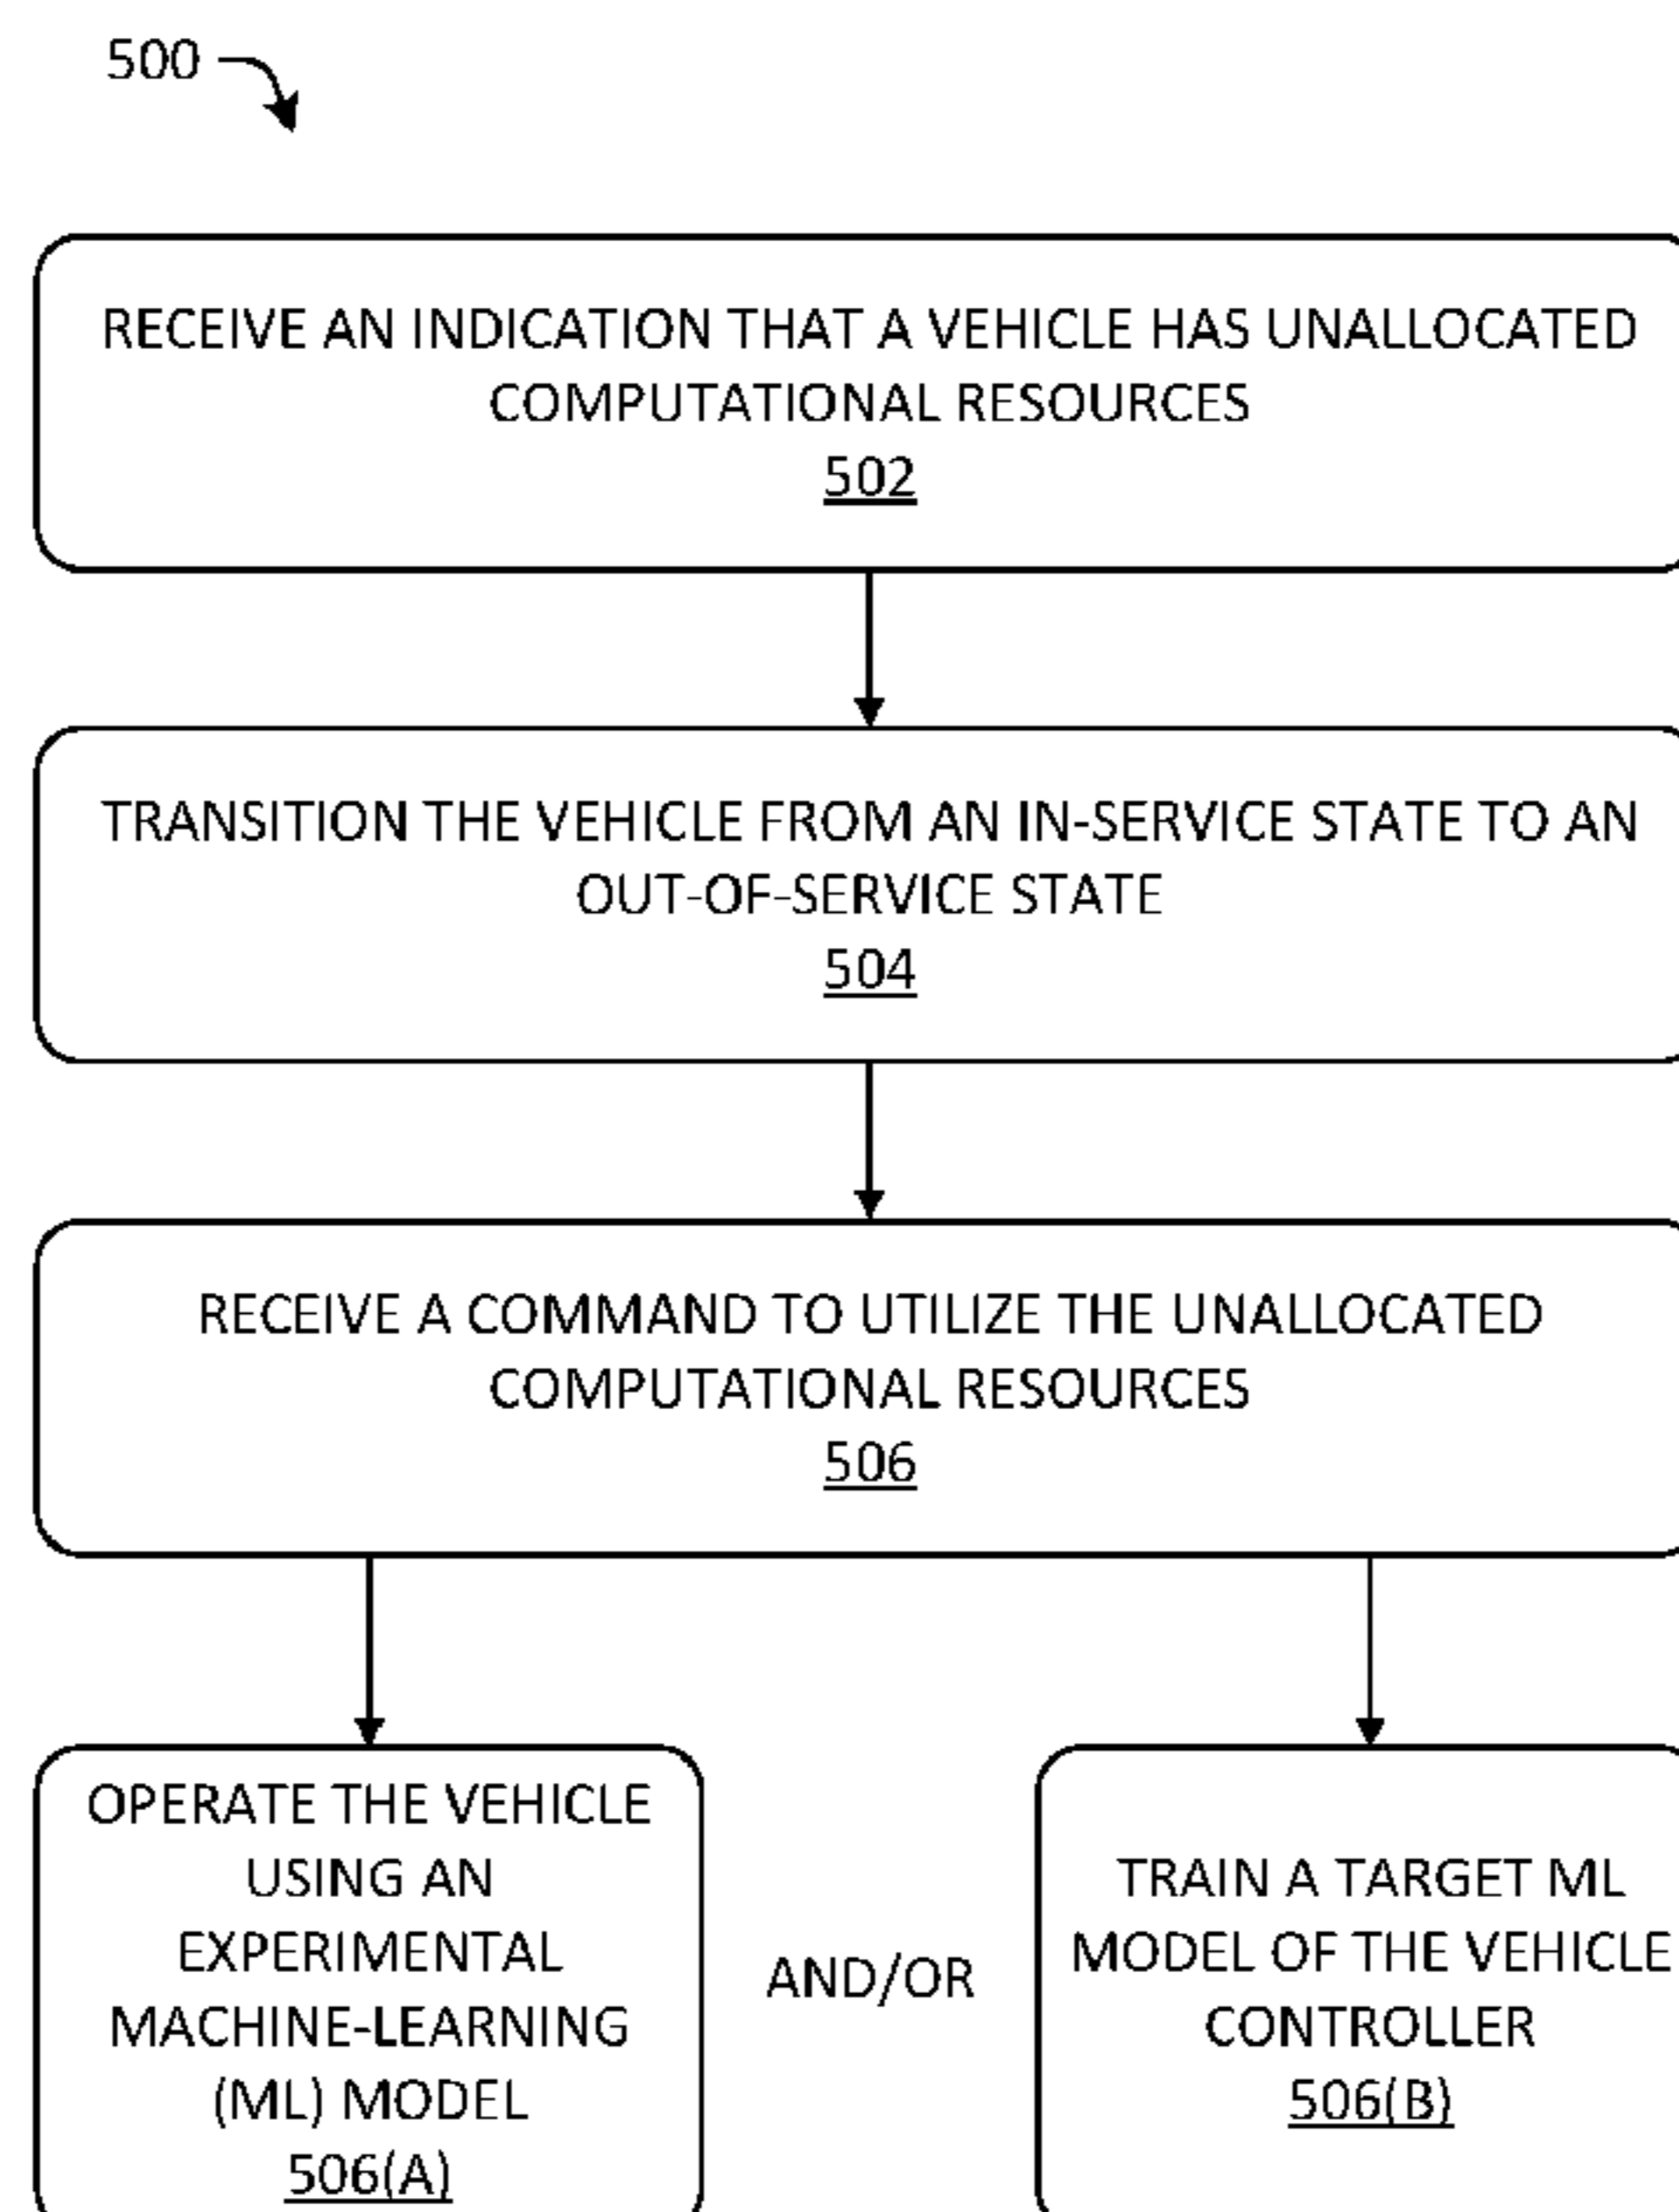 500
RECEIVE AN INDICATION THAT A VEHICLE HAS UNALLOCATED
COMPUTATIONAL RESOURCES
502
TRANSITION THE VEHICLE FROM AN IN-SERVICE STATE TO AN
OUT-OF-SERVICE STATE
504
RECEIVE A COMMAND TO UTILIZE THE UNALLOCATED
COMPUTATIONAL RESOURCES
506
OPERATE THE VEHICLE
USING AN
EXPERIMENTAL
MACHINE-LEARNING
(ML) MODEL
506(A)
AND/OR
TRAIN A TARGET ML
MODEL OF THE VEHICLE
CONTROLLER
506(B)